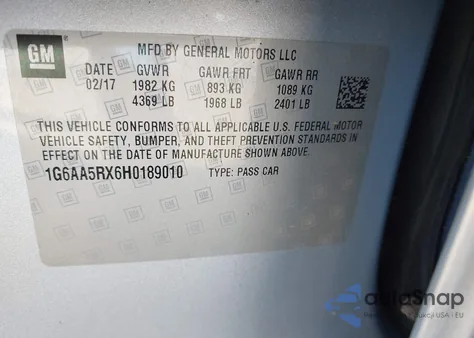 GM
MFD BY GENERAL MOTORS LLC
DATE GVWR GAWR FRT GAWR RR
02/17 1982 KG 893 KG 1089 KG
4369 LB 1968 LB 2401 LB
THIS VEHICLE CONFORMS TO ALL APPLICABLE U.S. FEDERAL MOTOR
VEHICLE SAFETY, BUMPER, AND THEFT PREVENTION STANDARDS IN
EFFECT ON THE DATE OF MANUFACTURE SHOWN ABOVE.
1G6AA5RX6H0189010 TYPE: PASS CAR